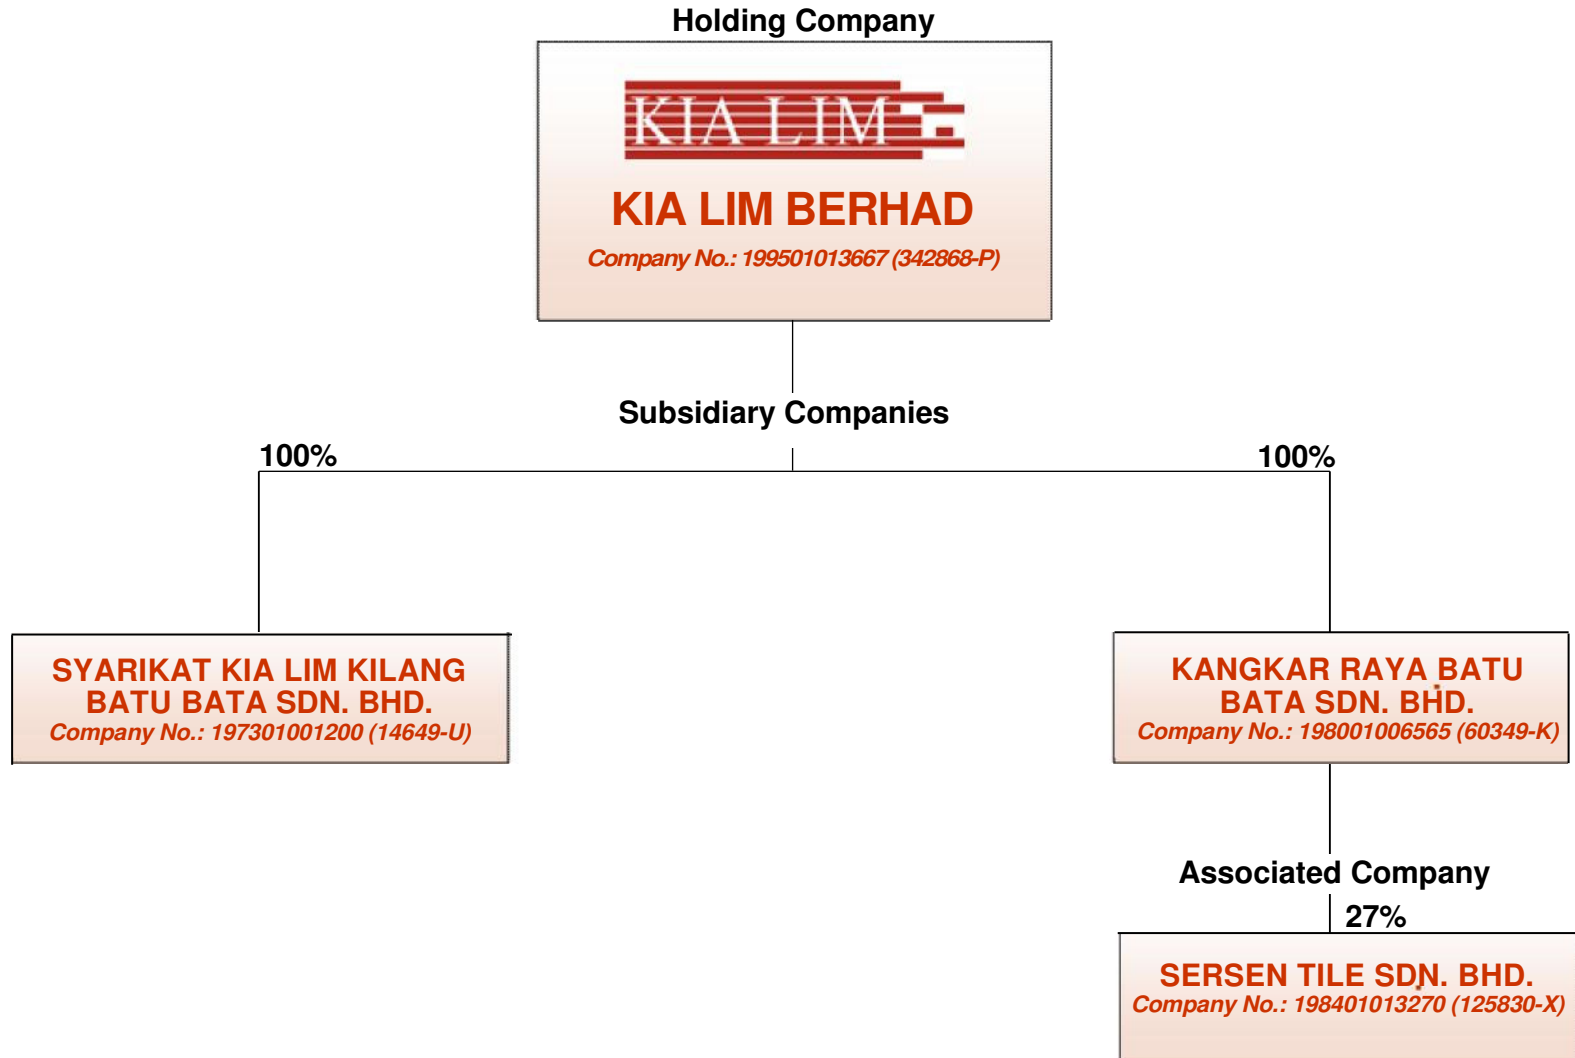 Holding Company
KIA LIM
KIA LIM BERHAD
Company No.: 199501013667 (342868-P)
Subsidiary Companies
100%
100%
SYARIKAT KIA LIM KILANG
BATU BATA SDN. BHD.
Company No.: 197301001200 (14649-U)
KANGKAR RAYA BATU
BATA SDN. BHD.
Company No.: 198001006565 (60349-K)
Associated Company
27%
SERSEN TILE SDN. BHD.
Company No.: 198401013270 (125830-X)